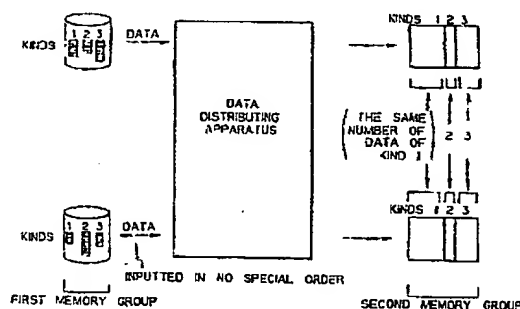 KINDS 1 2 3
DATA
KINDS 1 2 3
DATA DISTRIBUTING APPARATUS
(THE SAME NUMBER OF DATA OF KIND 1) 2 3
KINDS 1 2 3
DATA
KINDS 1 2 3
INPUTTED IN NO SPECIAL ORDER
FIRST MEMORY GROUP
SECOND MEMORY GROUP